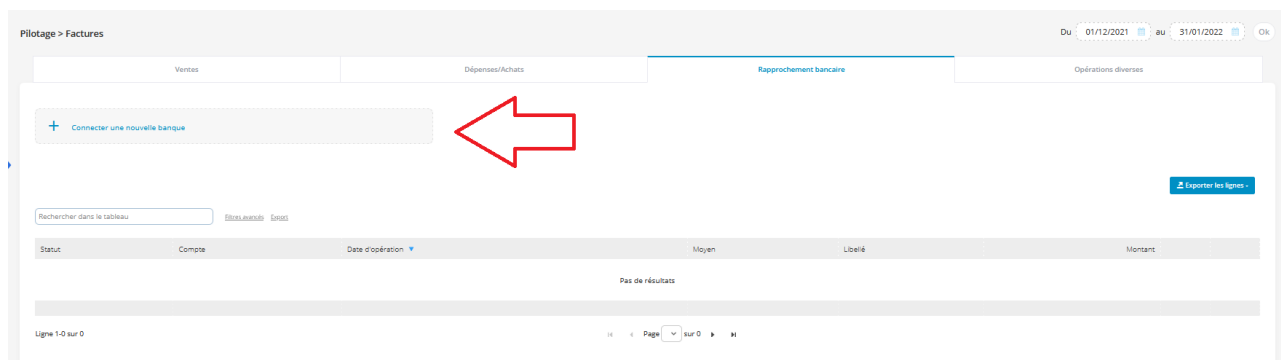 Pilotage > Factures
Du 01/12/2021 au 31/01/2022 Ok
Ventes Dépenses/Achats Rapprochement bancaire Opérations diverses
+ Connecter une nouvelle banque
Exporter les lignes -
Rechercher dans le tableau Filtres avancés Export
Statut Compte Date d'opération Moyen Libellé Montant
Pas de résultats
Ligne 1-0 sur 0 Page sur 0